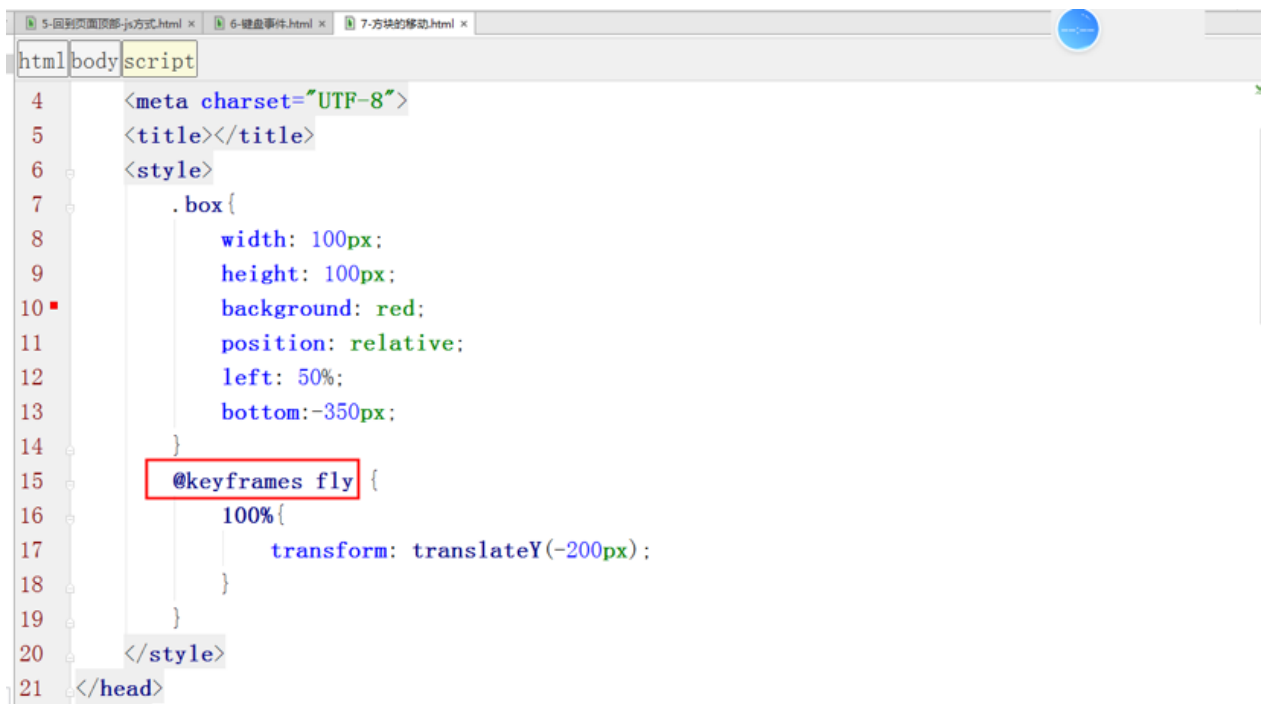 5-回到页面顶部-js方式.html × 6-键盘事件.html × 7-方块的移动.html ×
html body script
4 <meta charset="UTF-8">
5 <title></title>
6 <style>
7 .box{
8 width: 100px;
9 height: 100px;
10 background: red;
11 position: relative;
12 left: 50%;
13 bottom:-350px;
14 }
15 @keyframes fly {
16 100%{
17 transform: translateY(-200px);
18 }
19 }
20 </style>
21 </head>